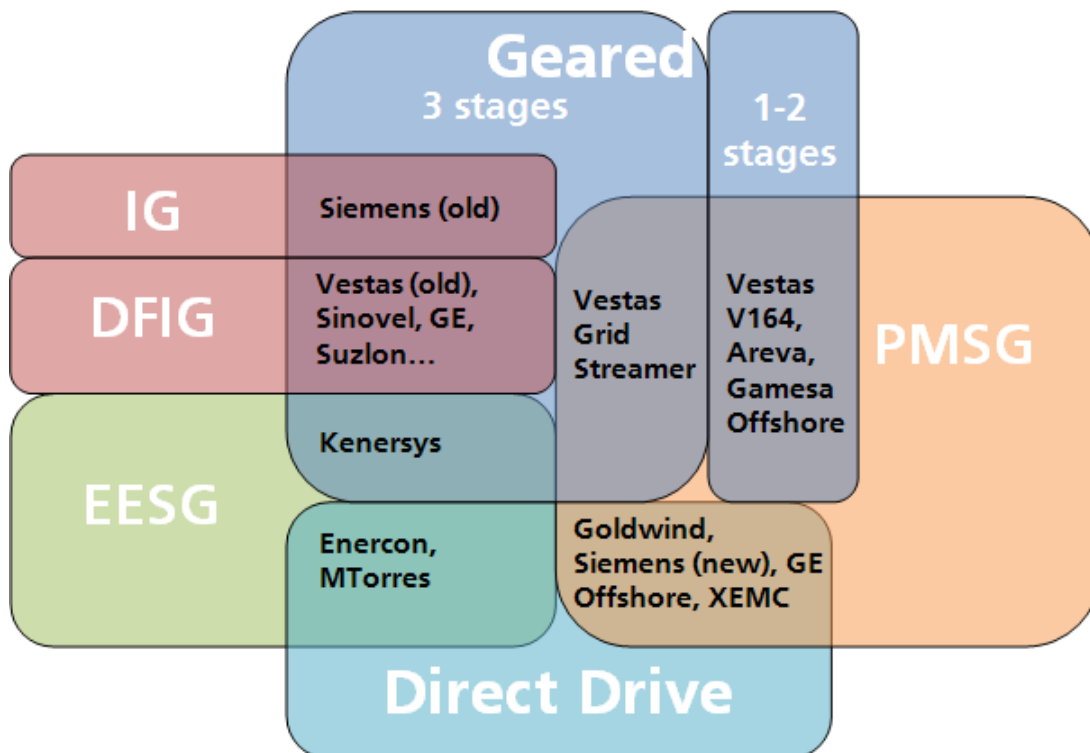 Geared
3 stages
1-2
stages
IG
Siemens (old)
DFIG
Vestas (old),
Sinovel, GE,
Suzlon…
Vestas
Grid
Streamer
Vestas
V164,
Areva,
Gamesa
Offshore
PMSG
EESG
Kenersys
Enercon,
MTorres
Goldwind,
Siemens (new), GE
Offshore, XEMC
Direct Drive